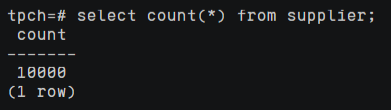 tpch=# select count(*) from supplier;
 count
-------
 10000
(1 row)